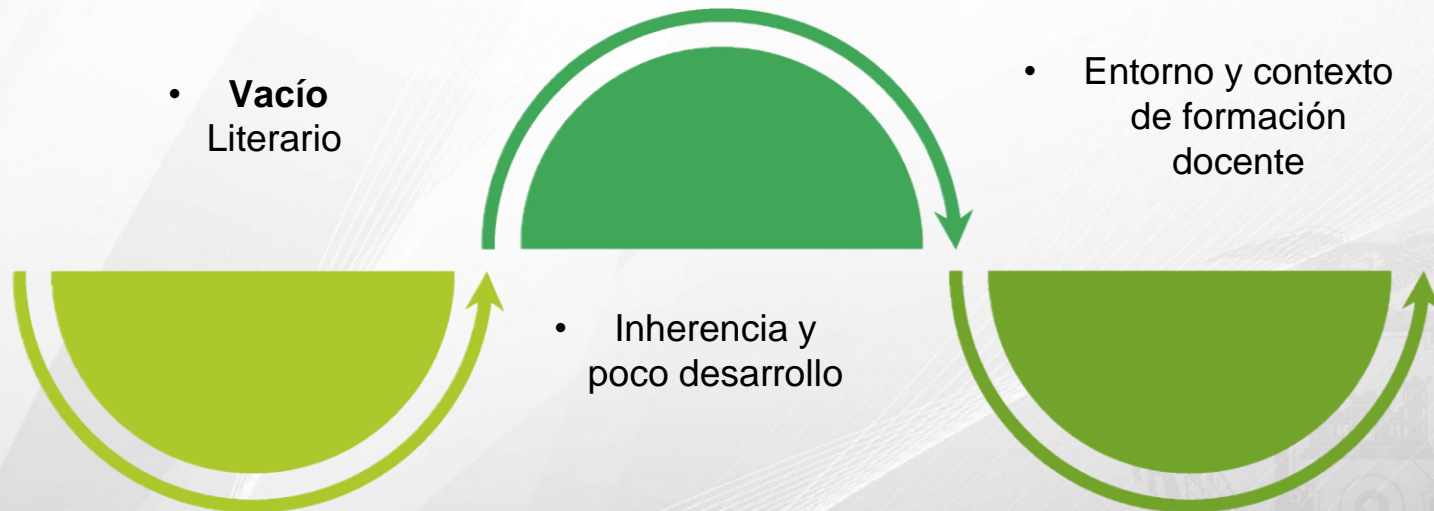 • Vacío
Literario
• Inherencia y
poco desarrollo
• Entorno y contexto
de formación
docente